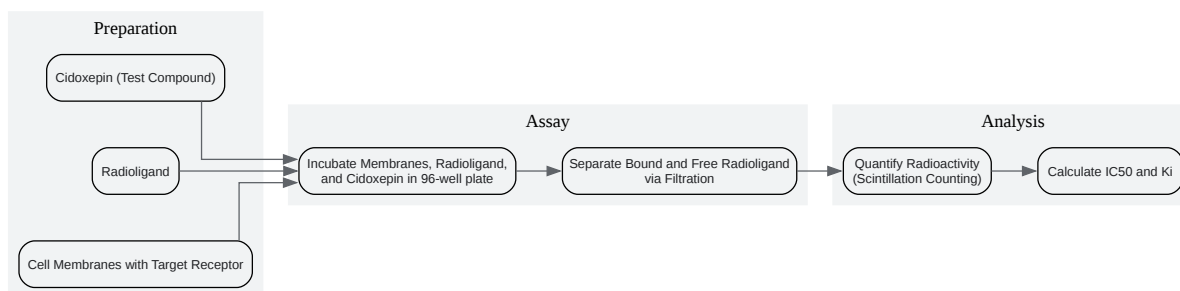 Preparation
Cidoxepin (Test Compound)
Radioligand
Cell Membranes with Target Receptor
Assay
Incubate Membranes, Radioligand,
and Cidoxepin in 96-well plate
Separate Bound and Free Radioligand
via Filtration
Analysis
Quantify Radioactivity
(Scintillation Counting)
Calculate IC50 and Ki